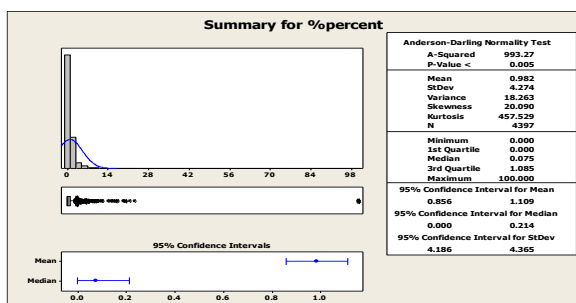 Summary for %percent
0 14 28 42 56 70 84 98
95% Confidence Intervals
Mean
Median
0.0 0.2 0.4 0.6 0.8 1.0
Anderson-Darling Normality Test
A-Squared 993.27
P-Value < 0.005
Mean 0.982
StDev 4.274
Variance 18.263
Skewness 20.090
Kurtosis 457.529
N 4397
Minimum 0.000
1st Quartile 0.000
Median 0.075
3rd Quartile 1.085
Maximum 100.000
95% Confidence Interval for Mean
0.856 1.109
95% Confidence Interval for Median
0.000 0.214
95% Confidence Interval for StDev
4.186 4.365